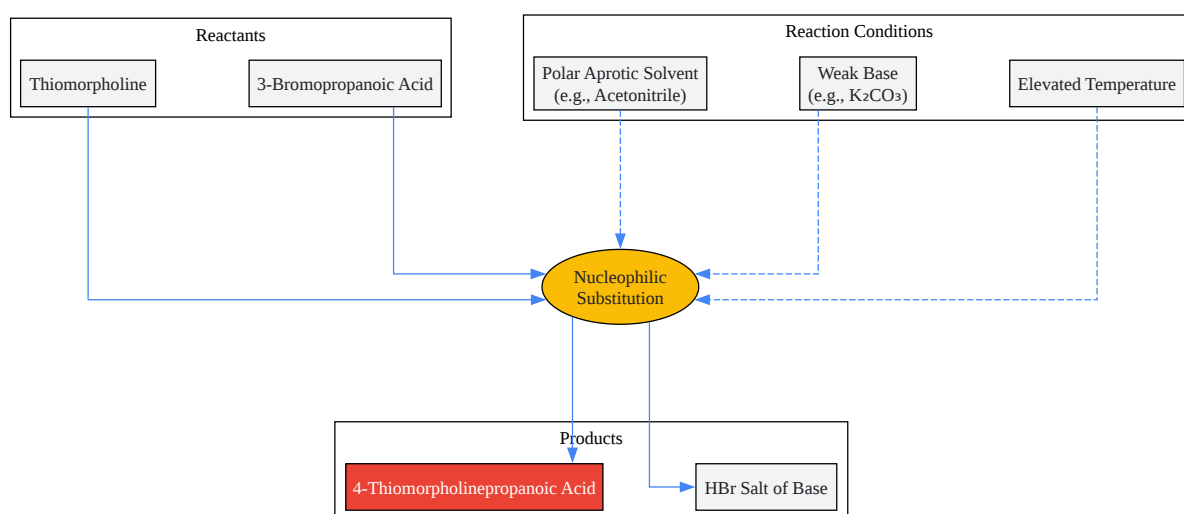 Reactants
Thiomorpholine
3-Bromopropanoic Acid
Reaction Conditions
Polar Aprotic Solvent
(e.g., Acetonitrile)
Weak Base
(e.g., K₂CO₃)
Elevated Temperature
Nucleophilic
Substitution
Products
4-Thiomorpholinepropanoic Acid
HBr Salt of Base